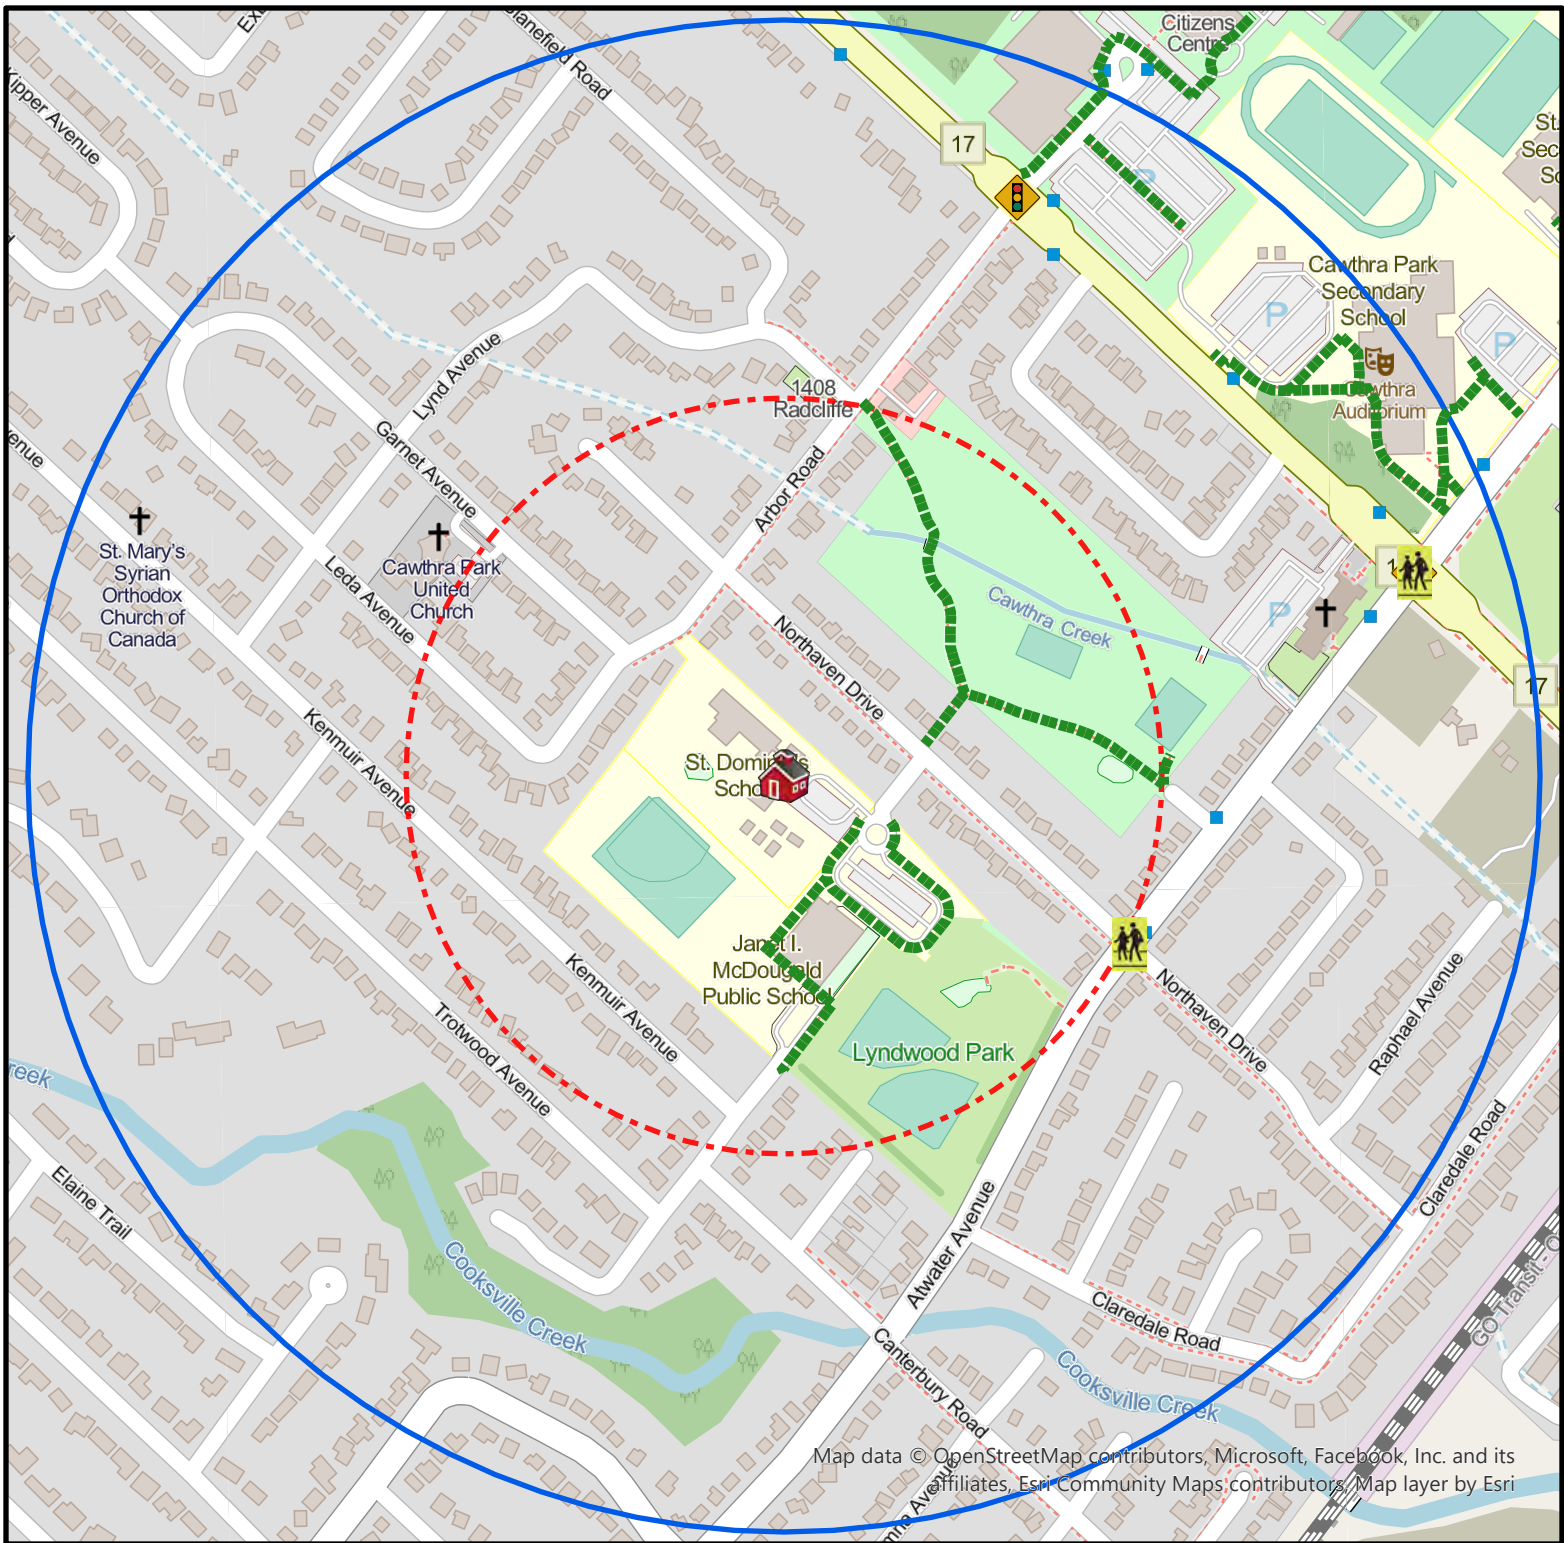 Citizens
Centre
Road
17
Kipper Avenue
St.
Cawthra Park
Secondary
School
P
P
P
Cawthra
Auditorium
Lynd Avenue
1408
Radcliffe
Garnet Avenue
Arbor Road
St. Mary's
Syrian
Orthodox
Church of
Canada
Cawthra Park
United
Church
Leda Avenue
Cawthra Creek
P
Northaven Drive
17
Kenmuir Avenue
St. Dominic's
School
Janet I.
McDougald
Public School
Kenmuir Avenue
Trotwood Avenue
Lyndwood Park
Northaven Drive
Raphael Avenue
Claredale Road
Elaine Trail
Cooksville Creek
Atwater Avenue
Claredale Road
Canterbury Road
Cooksville Creek
GO Transit
Map data © OpenStreetMap contributors, Microsoft, Facebook, Inc. and its
affiliates, Esri Community Maps contributors, Map layer by Esri